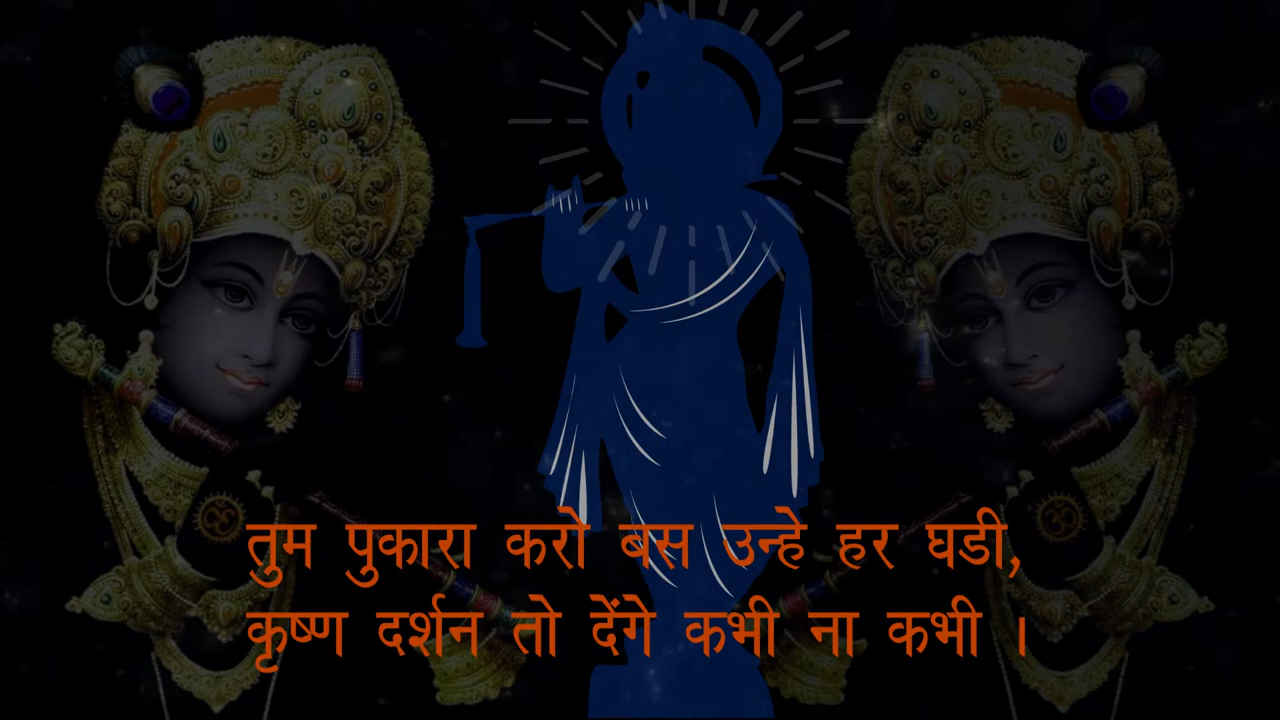 तुम पुकारा करो बस उन्हे हर घडी,
कृष्ण दर्शन तो देंगे कभी ना कभी ।